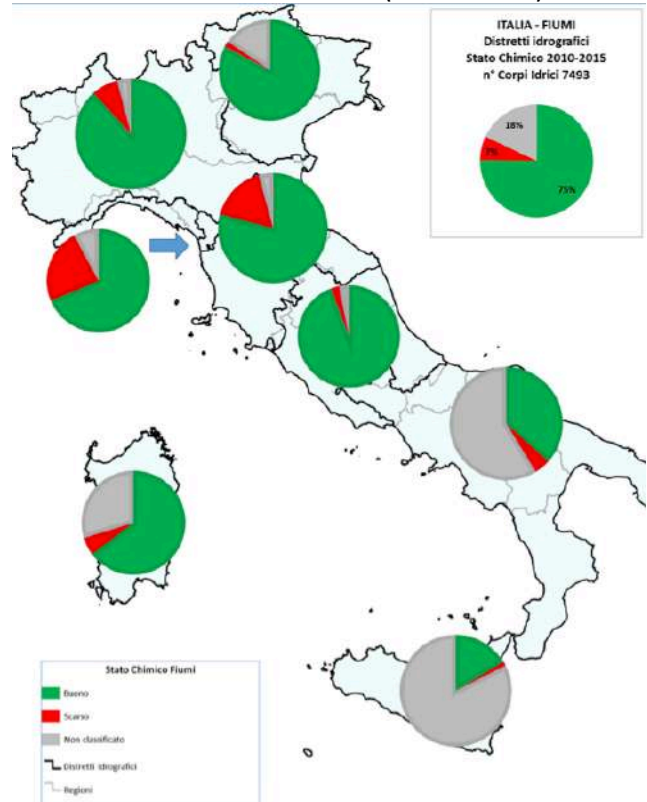 ITALIA - FIUMI
Distretti idrografici
Stato Chimico 2010-2015
n° Corpi Idrici 7493
18%
7%
75%
Stato Chimico Fiumi
Buono
Scarso
Non classificato
Distretti Idrografici
Regioni